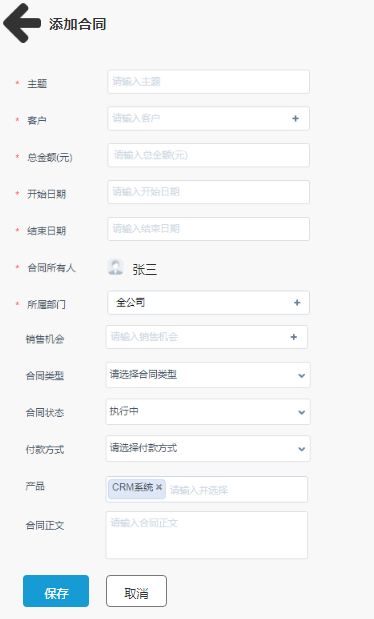 添加合同
* 主题 请输入主题
* 客户 请输入客户 +
* 总金额(元) 请输入总金额(元)
* 开始日期 请输入开始日期
* 结束日期 请输入结束日期
* 合同所有人 张三
* 所属部门 全公司 +
销售机会 请输入销售机会 +
合同类型 请选择合同类型
合同状态 执行中
付款方式 请选择付款方式
产品 CRM系统 × 请输入并选择
合同正文 请输入合同正文
保存 取消